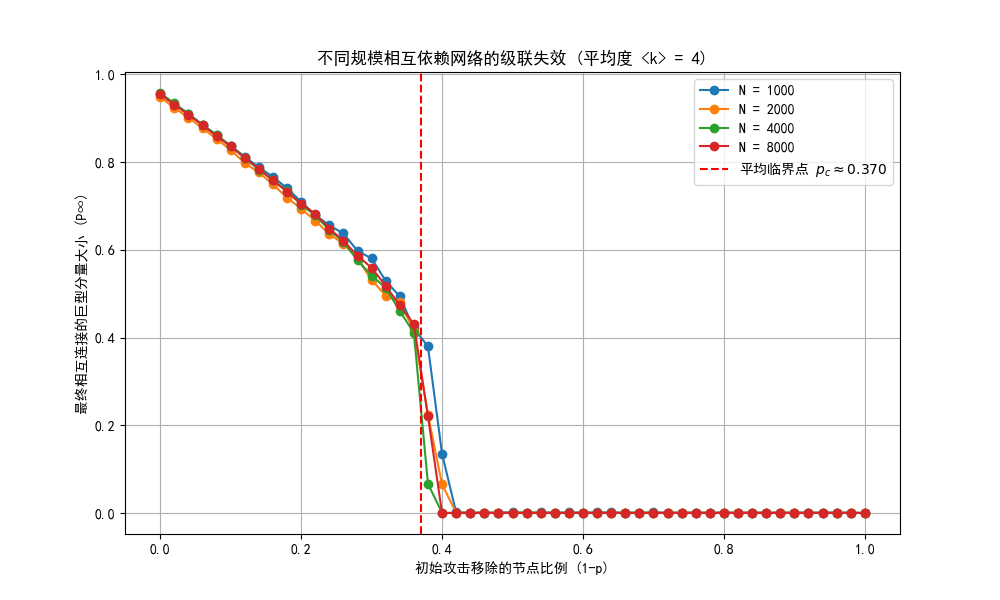 不同规模相互依赖网络的级联失效 (平均度 <k> = 4)
最终相互连接的巨型分量大小 (P∞)
1.0
0.8
0.6
0.4
0.2
0.0
N = 1000
N = 2000
N = 4000
N = 8000
平均临界点 p_c≈0.370
0.0 0.2 0.4 0.6 0.8 1.0
初始攻击移除的节点比例 (1-p)